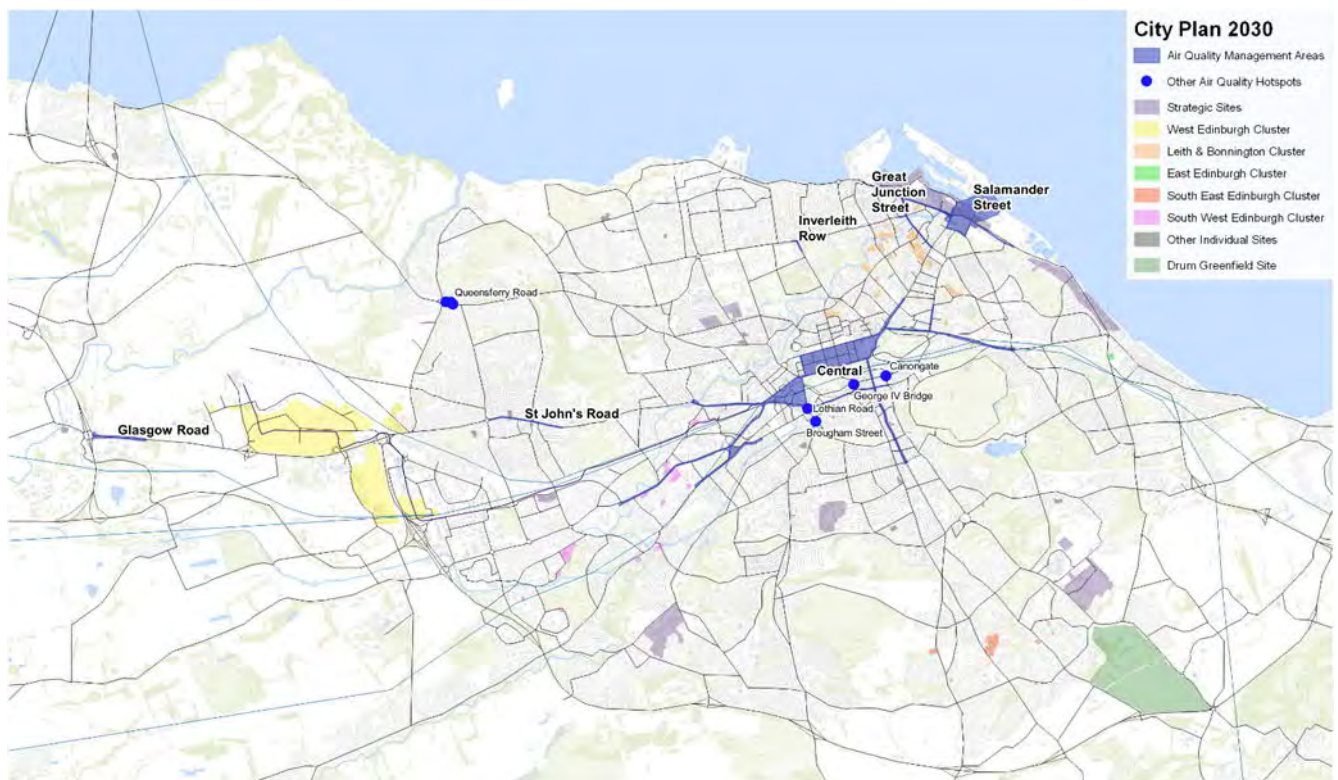 City Plan 2030
Air Quality Management Areas
Other Air Quality Hotspots
Strategic Sites
West Edinburgh Cluster
Leith & Bonnington Cluster
East Edinburgh Cluster
South East Edinburgh Cluster
South West Edinburgh Cluster
Other Individual Sites
Drum Greenfield Site
Great
Junction
Street
Salamander
Street
Inverleith
Row
Queensferry Road
Central
Canongate
George IV Bridge
St John's Road
Lothian Road
Glasgow Road
Brougham Street